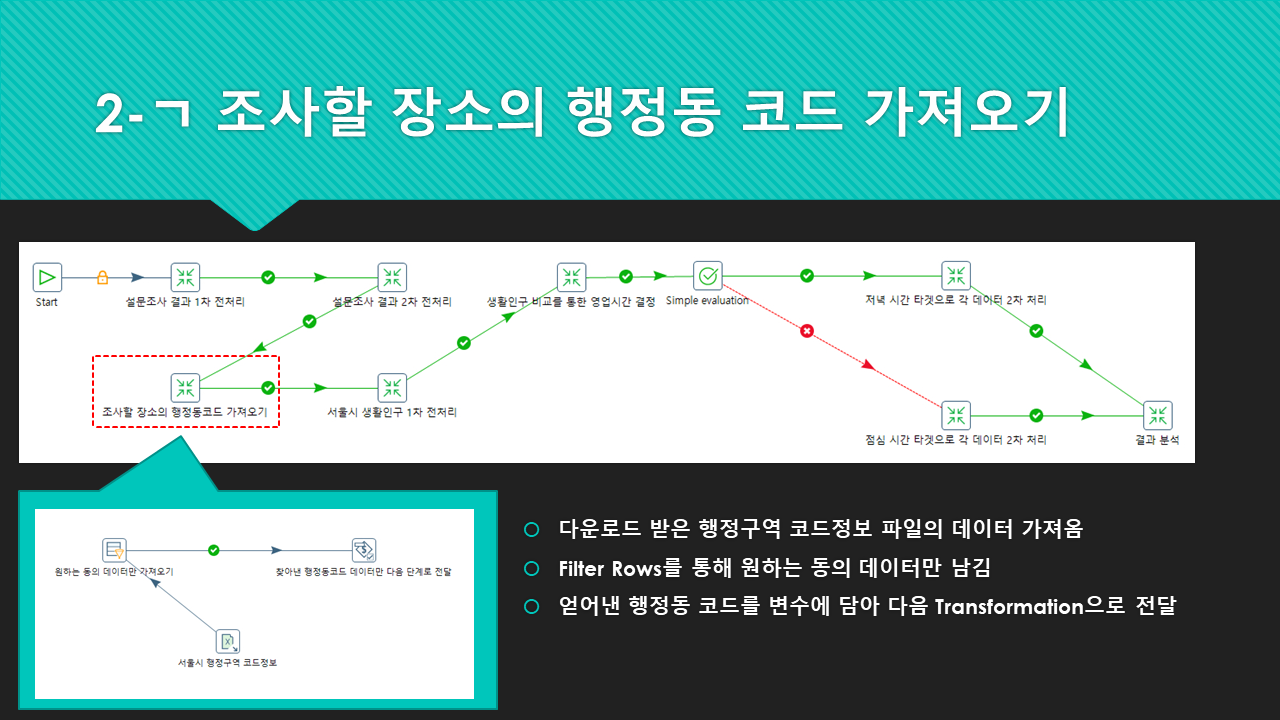 2-ㄱ 조사할 장소의 행정동 코드 가져오기
Start
설문조사 결과 1차 전처리
설문조사 결과 2차 전처리
생활인구 비교를 통한 영업시간 결정
Simple evaluation
저녁 시간 타겟으로 각 데이터 2차 처리
조사할 장소의 행정동코드 가져오기
서울시 생활인구 1차 전처리
점심 시간 타겟으로 각 데이터 2차 처리
결과 분석
원하는 동의 데이터만 가져오기
찾아낸 행정동코드 데이터만 다음 단계로 전달
서울시 행정구역 코드정보
다운로드 받은 행정구역 코드정보 파일의 데이터 가져옴
Filter Rows를 통해 원하는 동의 데이터만 남김
얻어낸 행정동 코드를 변수에 담아 다음 Transformation으로 전달